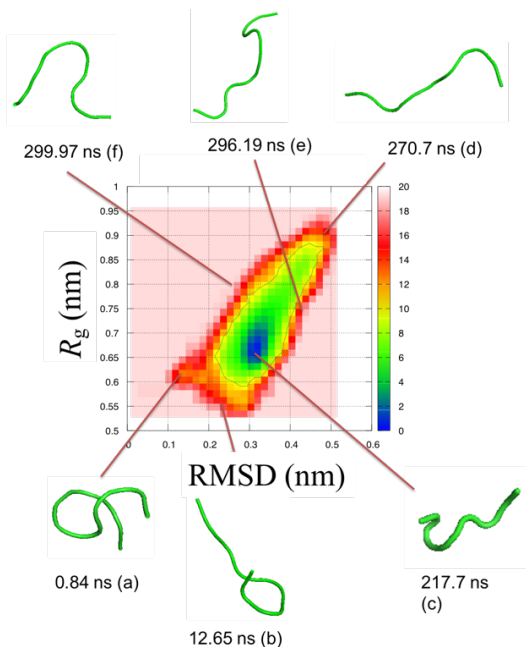 299.97 ns (f)
296.19 ns (e)
270.7 ns (d)
1
0.95
0.9
0.85
0.8
0.75
0.7
0.65
0.6
0.55
0.5
Rg (nm)
20
18
16
14
12
10
8
6
4
2
0
0 0.1 0.2 0.3 0.4 0.5 0.6
RMSD (nm)
0.84 ns (a)
12.65 ns (b)
217.7 ns
(c)